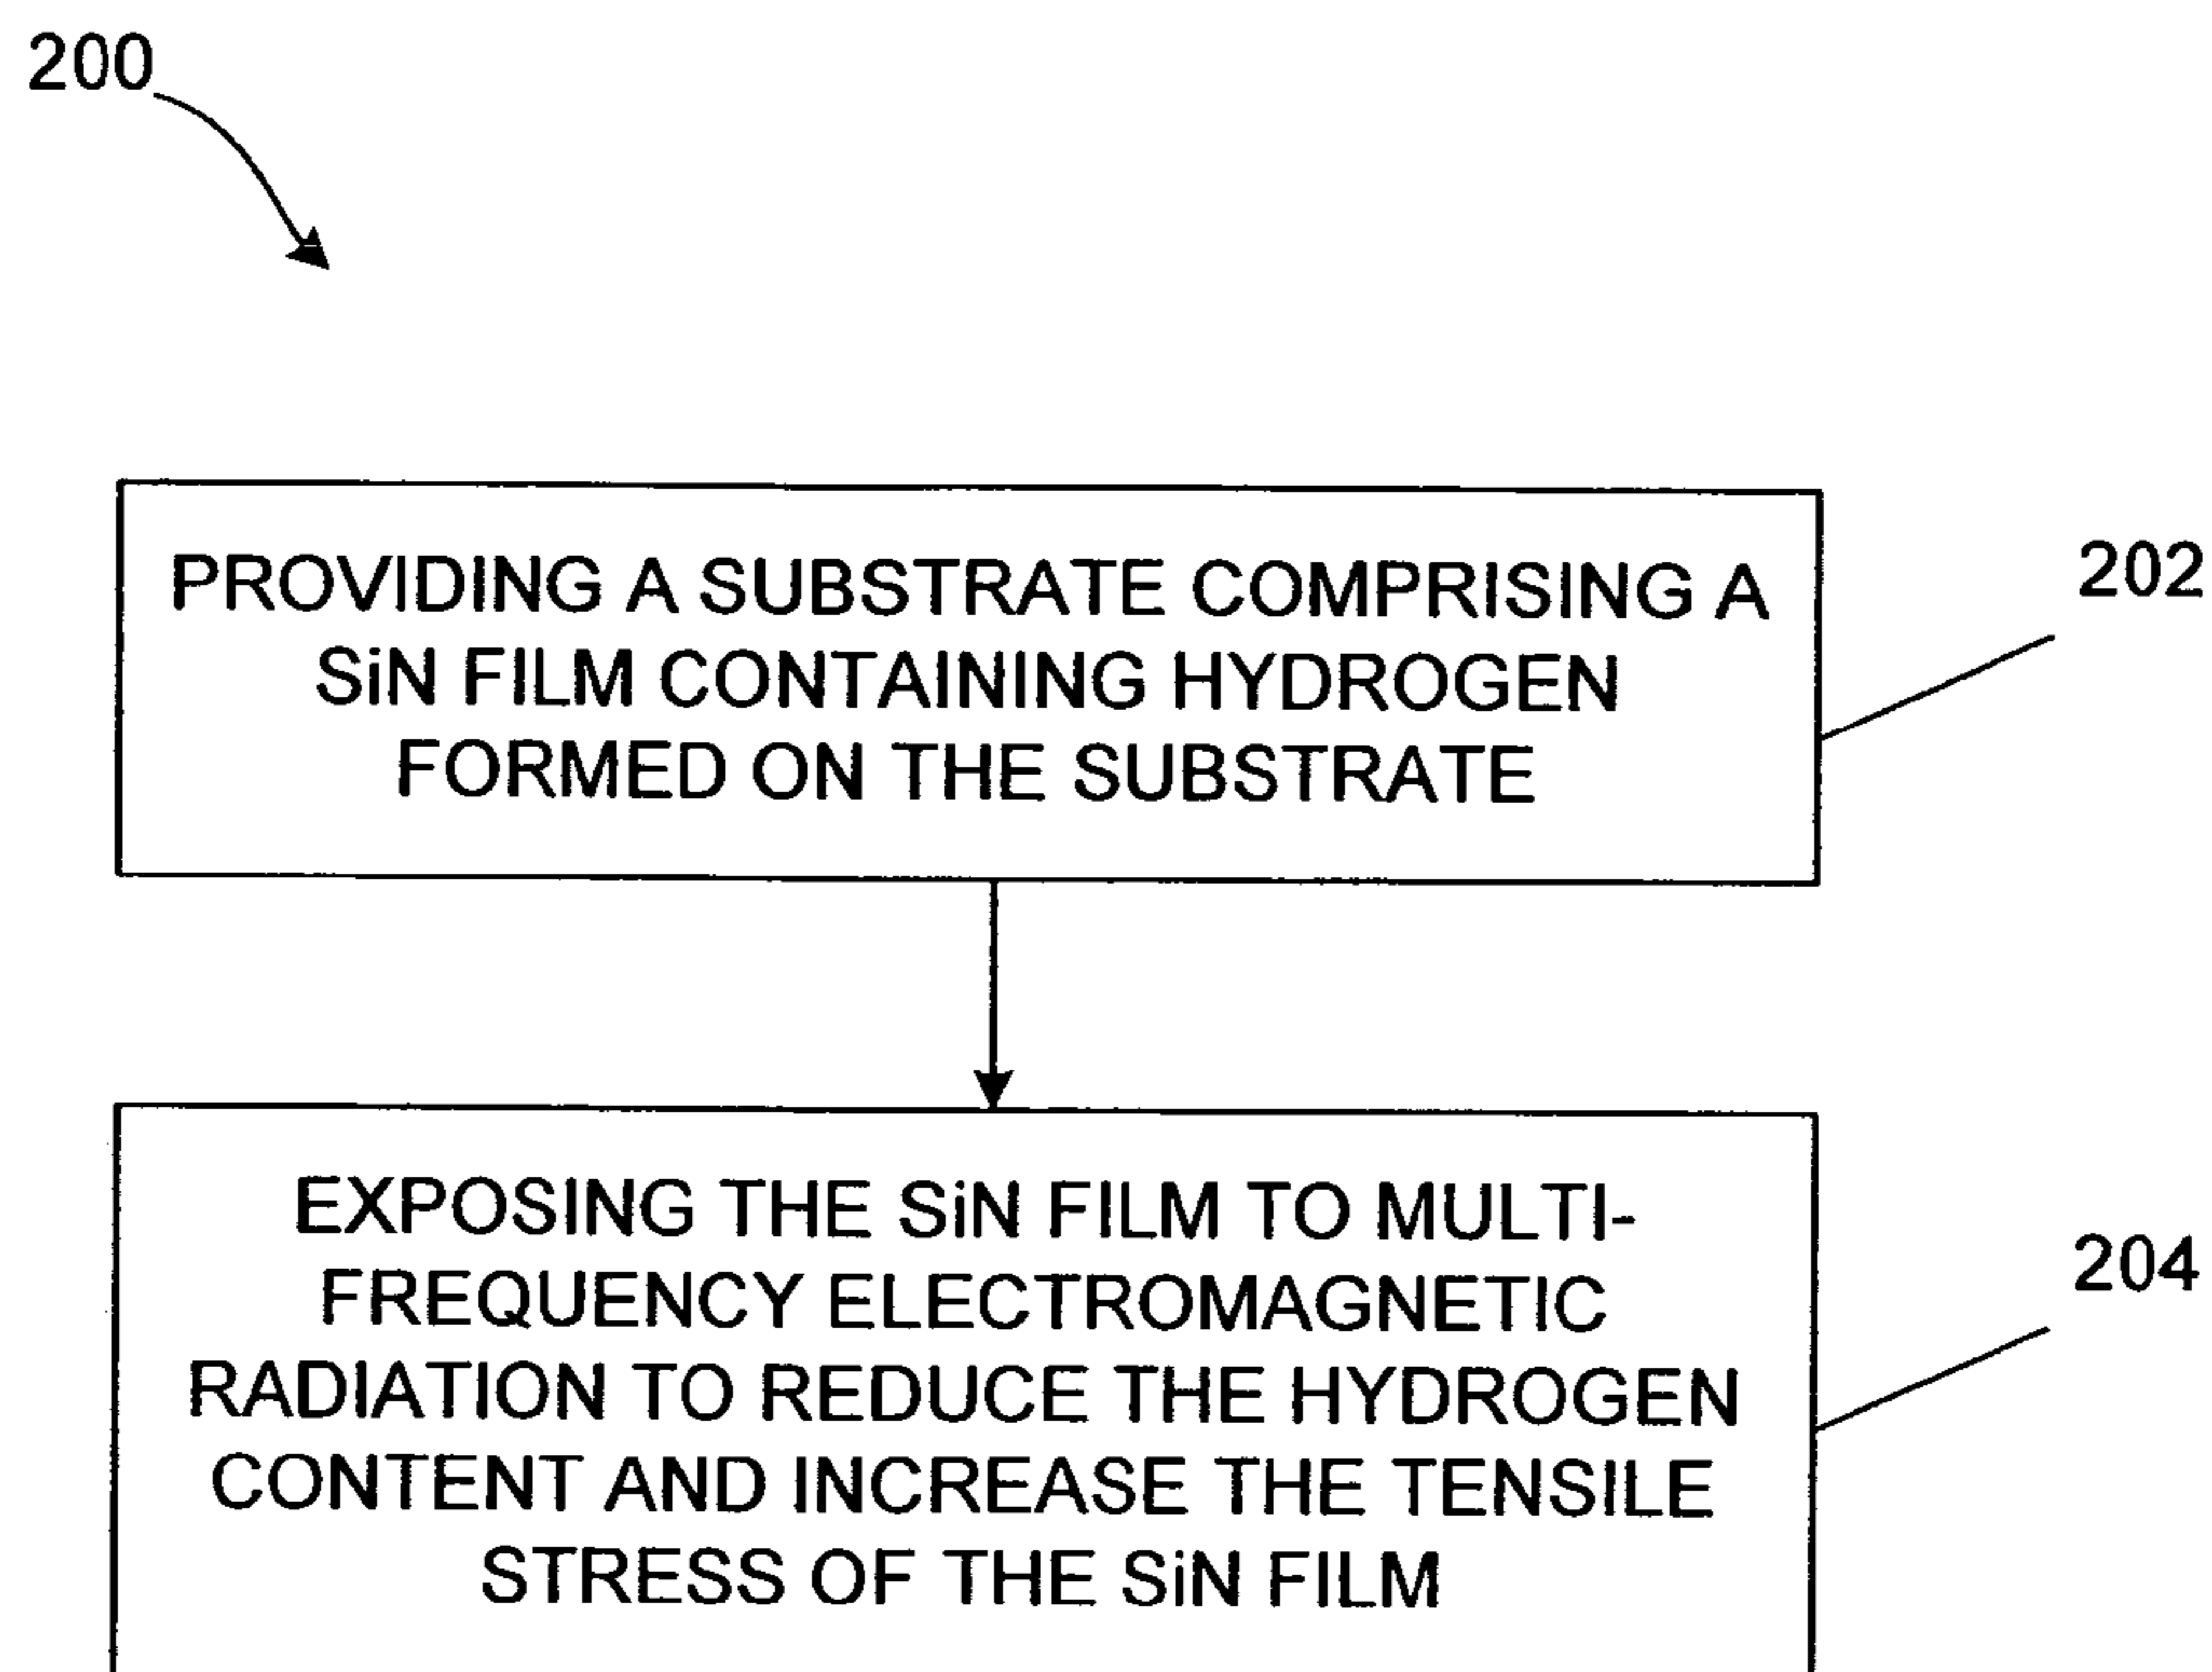 200
PROVIDING A SUBSTRATE COMPRISING A
SiN FILM CONTAINING HYDROGEN
FORMED ON THE SUBSTRATE
202
EXPOSING THE SiN FILM TO MULTI-
FREQUENCY ELECTROMAGNETIC
RADIATION TO REDUCE THE HYDROGEN
CONTENT AND INCREASE THE TENSILE
STRESS OF THE SiN FILM
204